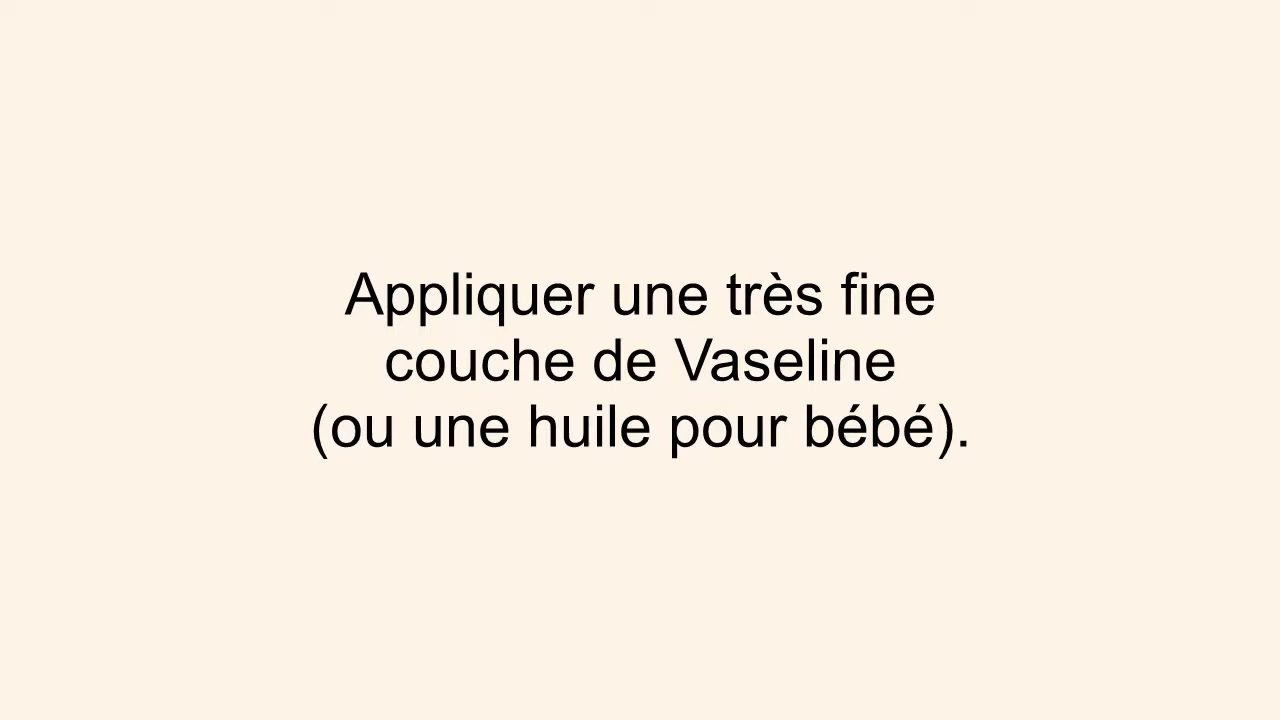 Appliquer une très fine
couche de Vaseline
(ou une huile pour bébé).